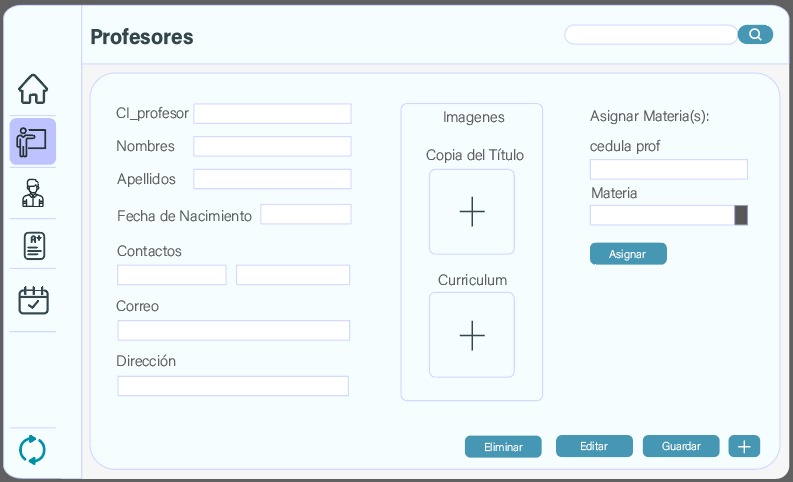 Profesores
CI_profesor
Nombres
Apellidos
Fecha de Nacimiento
Contactos
Correo
Dirección
Imagenes
Copia del Título
Curriculum
Asignar Materia(s):
cedula prof
Materia
Asignar
A+
Eliminar
Editar
Guardar